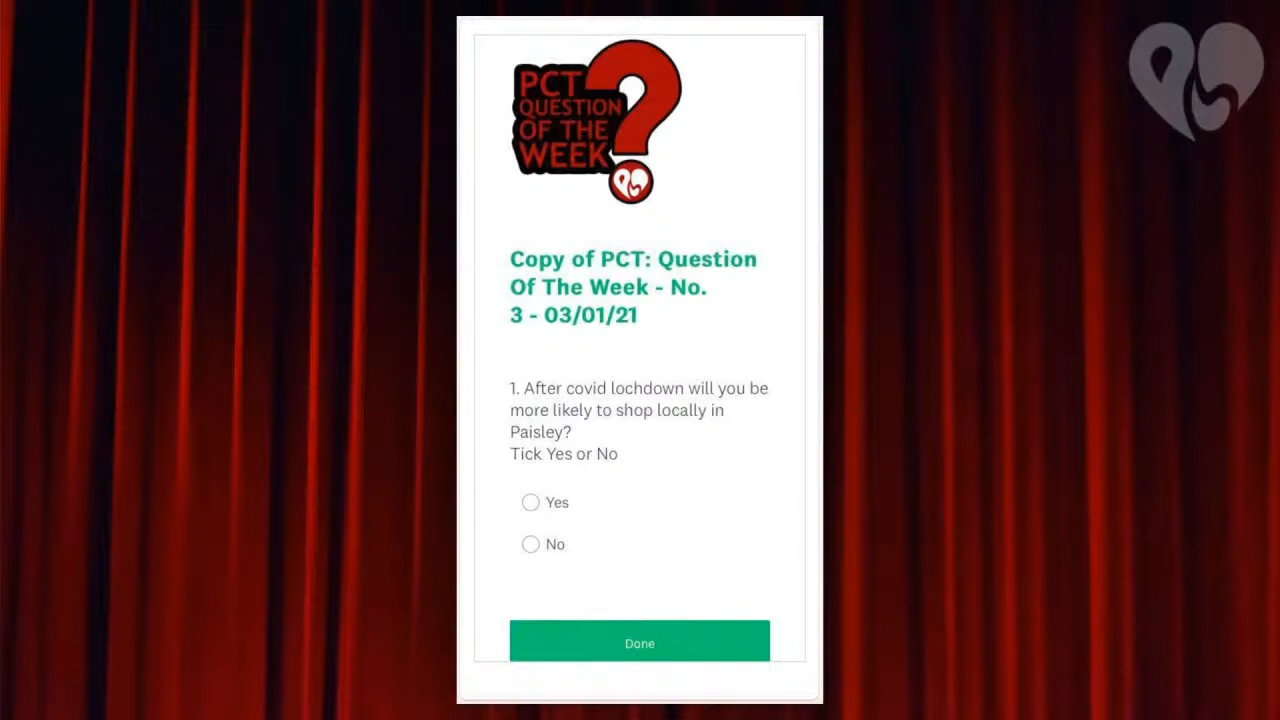 PCT
QUESTION
OF THE
WEEK
Copy of PCT: Question
Of The Week - No.
3 - 03/01/21
1. After covid lochdown will you be
more likely to shop locally in
Paisley?
Tick Yes or No
Yes
No
Done